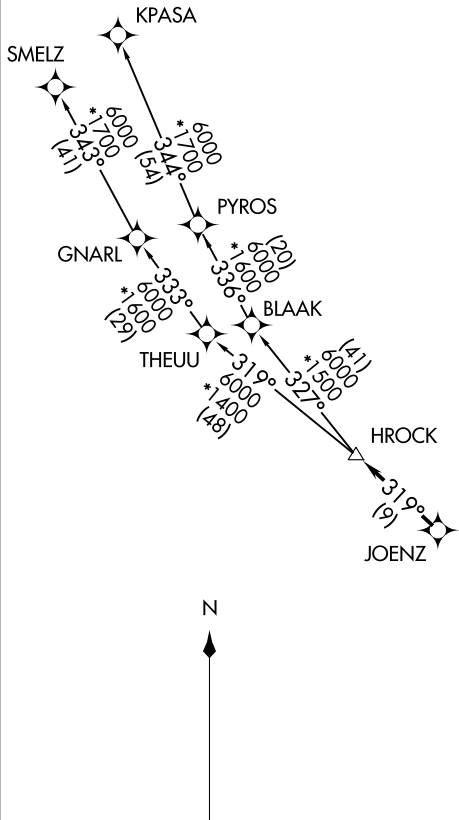 KPASA
SMELZ
6000
*1700
343°
(41)
6000
*1700
344°
(54)
PYROS
GNARL
(20)
6000
*1600
336°
333°
6000
*1600
(29)
BLAAK
THEUU
(41)
6000
*1500
327°
319°
6000
*1400
(48)
HROCK
319°
(9)
JOENZ
N